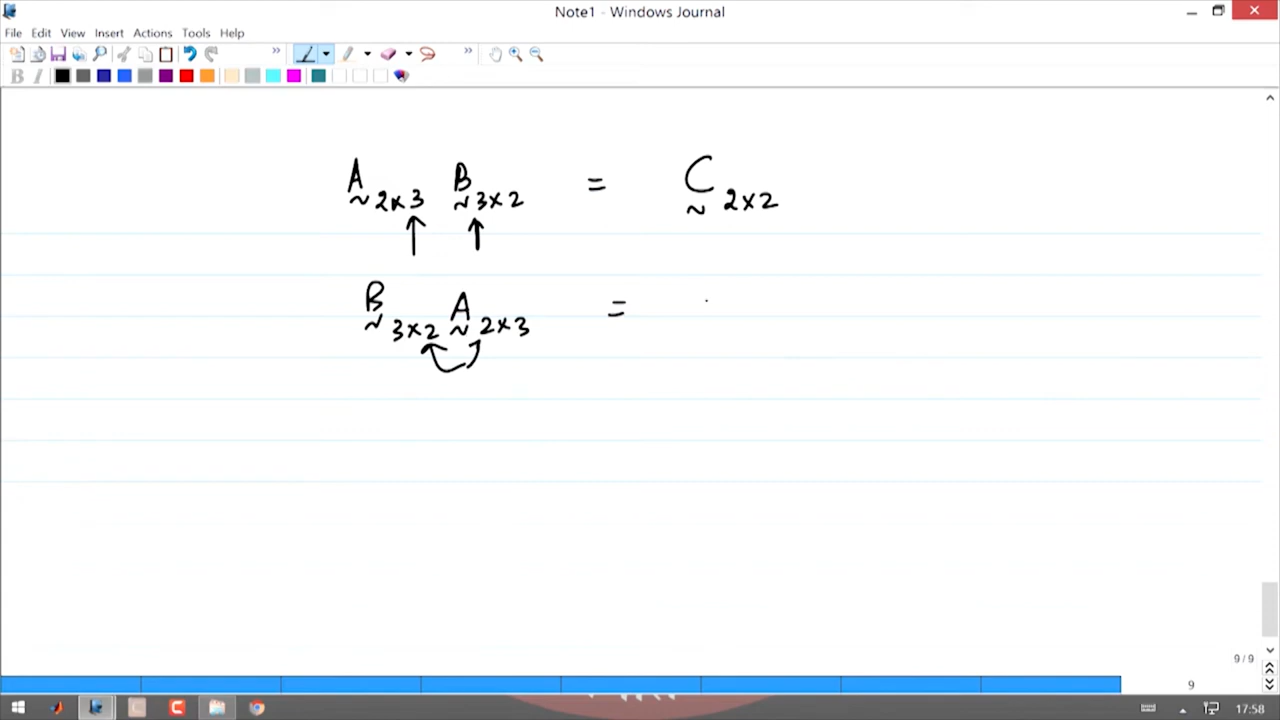 Note1 - Windows Journal
File Edit View Insert Actions Tools Help
B I
A 2x3 B 3x2 = C 2x2
B 3x2 A 2x3 =
9/9
9
17:58